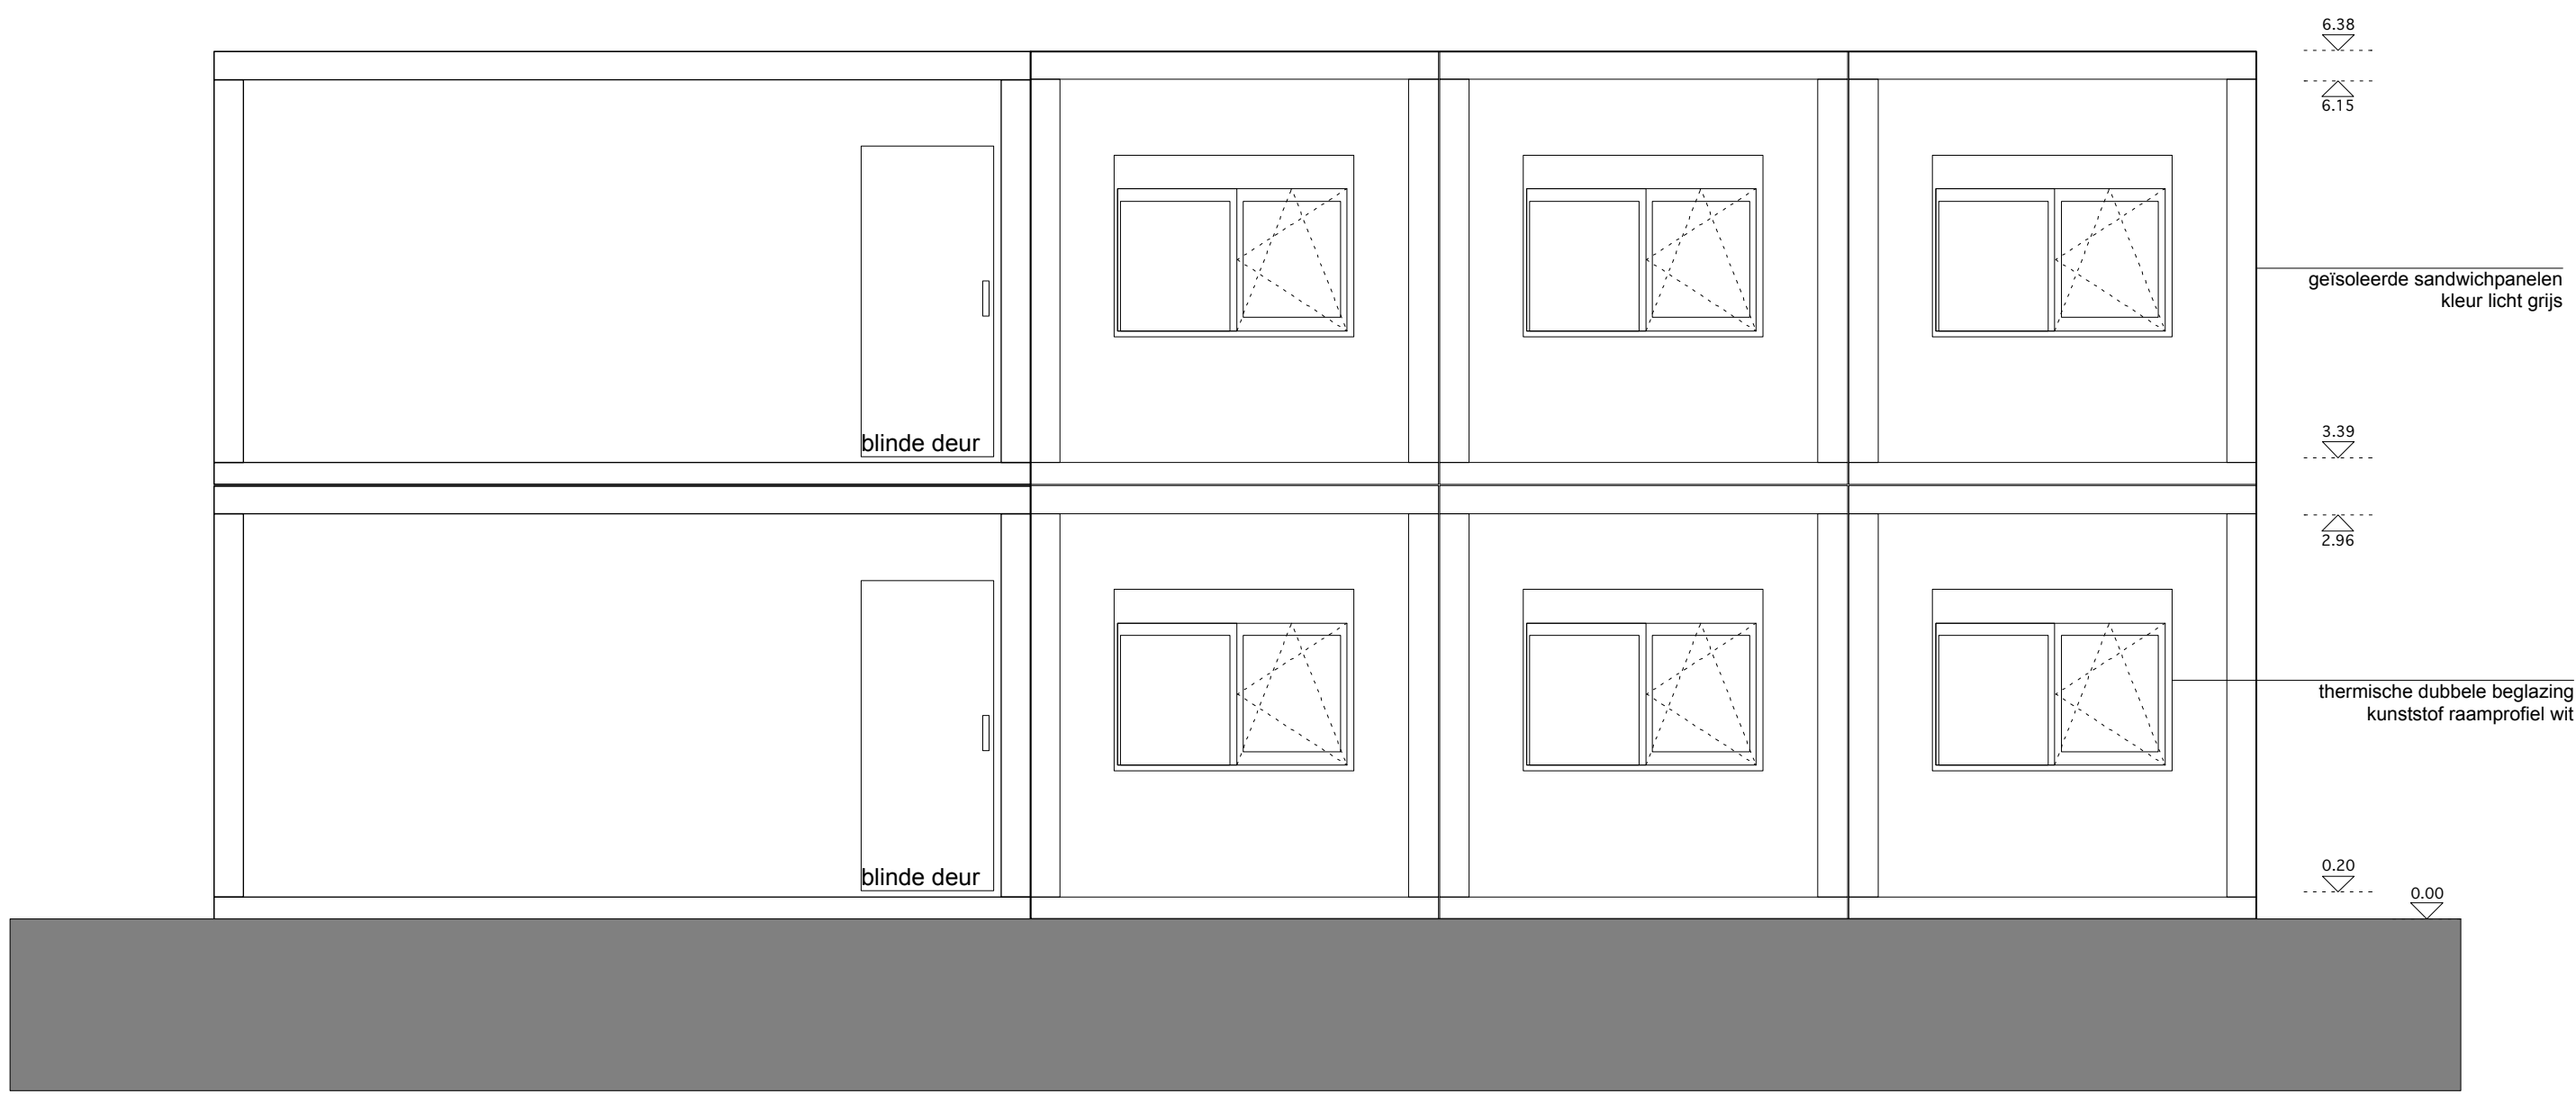 6.38
6.15
geïsoleerde sandwichpanelen
kleur licht grijs
blinde deur
3.39
2.96
thermische dubbele beglazing
kunststof raamprofiel wit
blinde deur
0.20
0.00